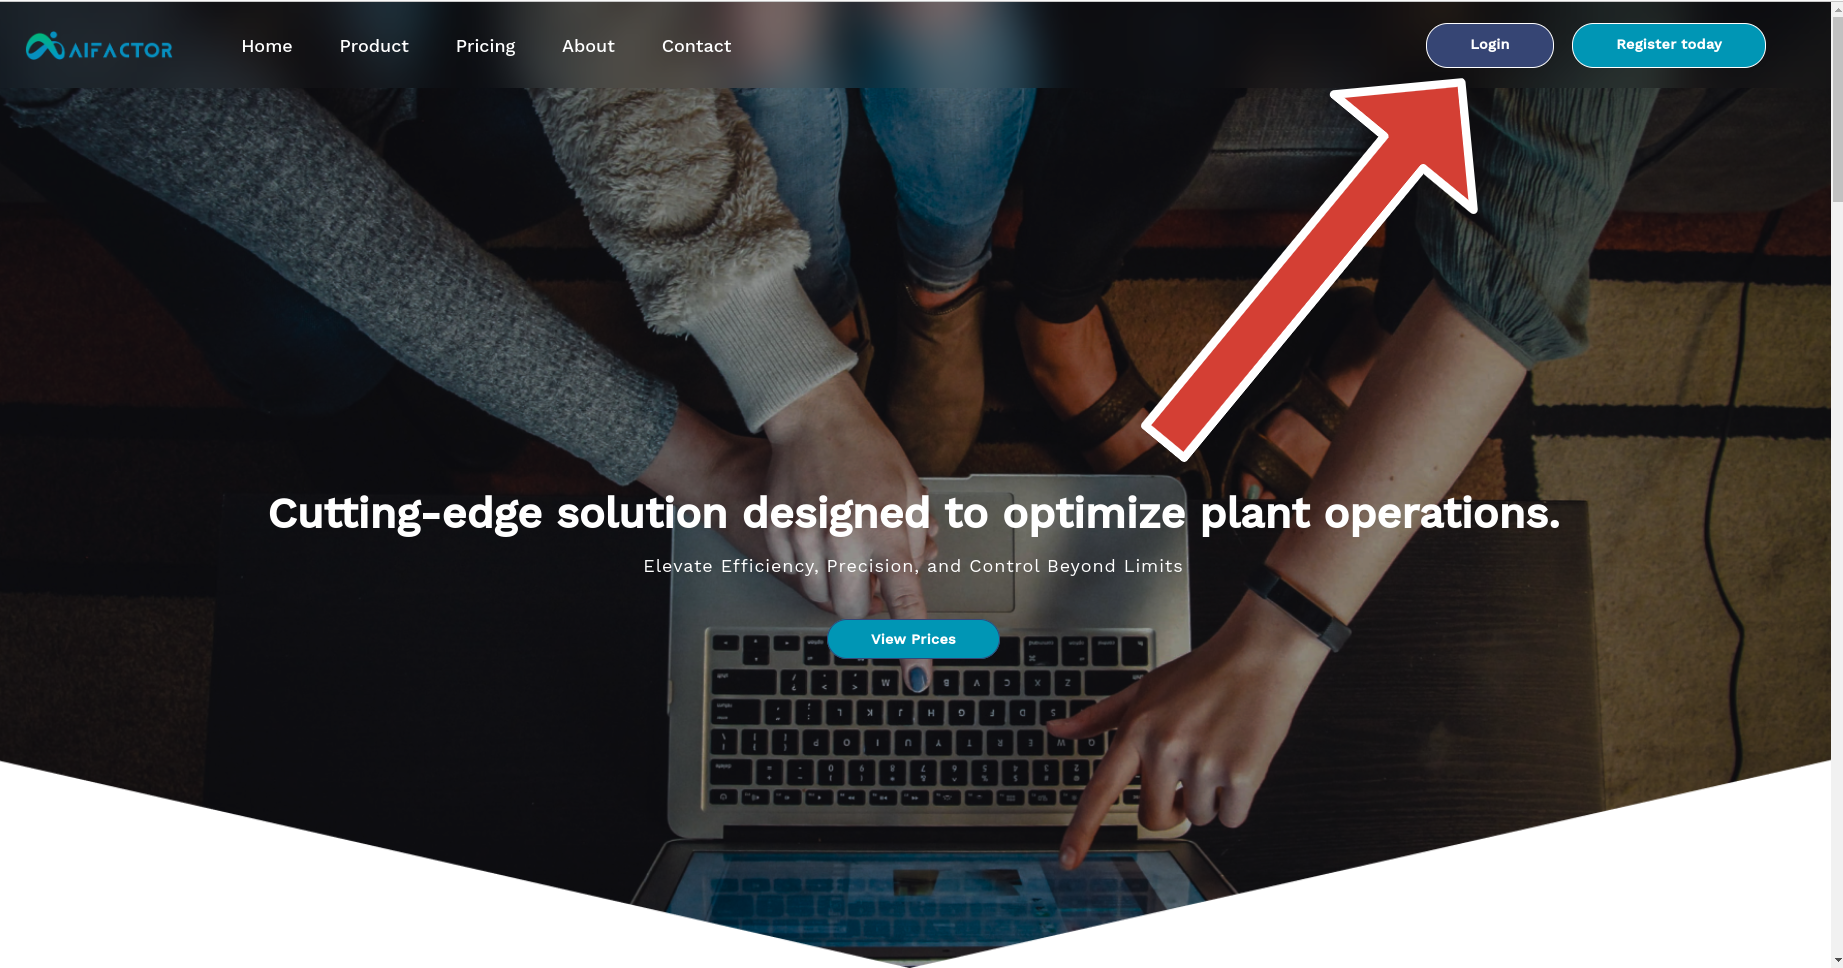 AIFACTOR
Home
Product
Pricing
About
Contact
Login
Register today
Cutting-edge solution designed to optimize plant operations.
Elevate Efficiency, Precision, and Control Beyond Limits
View Prices